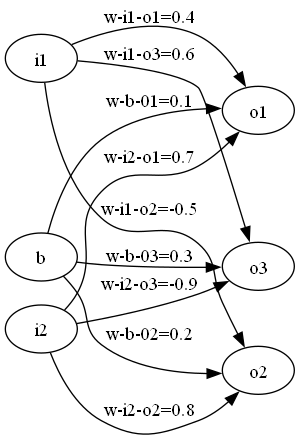 w-i1-o1=0.4
i1
w-i1-o3=0.6
w-b-01=0.1
o1
w-i2-o1=0.7
w-i1-o2=-0.5
b
w-b-03=0.3
o3
w-i2-o3=-0.9
i2
w-b-02=0.2
o2
w-i2-o2=0.8